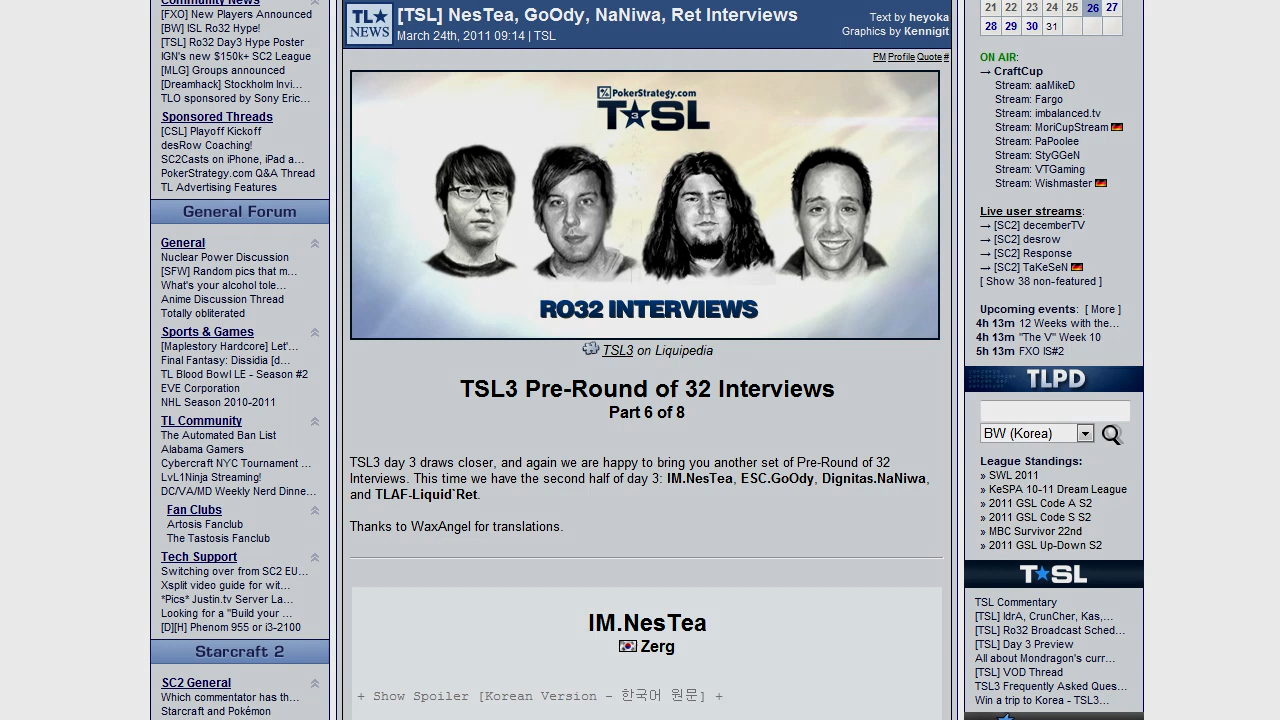 Community News
[FXO] New Players Announced
[BW] ISL Ro32 Hype!
[TSL] Ro32 Day3 Hype Poster
IGN's new $150k+ SC2 League
[MLG] Groups announced
[Dreamhack] Stockholm Invi...
TLO sponsored by Sony Eric...
Sponsored Threads
[CSL] Playoff Kickoff
desRow Coaching!
SC2Casts on iPhone, iPad a...
PokerStrategy.com Q&A Thread
TL Advertising Features
General Forum
General
Nuclear Power Discussion
[SFW] Random pics that m...
What's your alcohol tole...
Anime Discussion Thread
Totally obliterated
Sports & Games
[Maplestory Hardcore] Let'...
Final Fantasy: Dissidia [d...
TL Blood Bowl LE - Season #2
EVE Corporation
NHL Season 2010-2011
TL Community
The Automated Ban List
Alabama Gamers
Cybercraft NYC Tournament ...
LvL1Ninja Streaming!
DC/VA/MD Weekly Nerd Dinne...
Fan Clubs
Artosis Fanclub
The Tastosis Fanclub
Tech Support
Switching over from SC2 EU...
Xsplit video guide for wit...
*Pics* Justin.tv Server La...
Looking for a "Build your ...
[D][H] Phenom 955 or i3-2100
Starcraft 2
SC2 General
Which commentator has th...
Starcraft and Pokémon
TL★
NEWS
[TSL] NesTea, GoOdy, NaNiwa, Ret Interviews
March 24th, 2011 09:14 | TSL
Text by heyoka
Graphics by Kennigit
PM Profile Quote #
PokerStrategy.com
T★SL
3
RO32 INTERVIEWS
TSL3 on Liquipedia
TSL3 Pre-Round of 32 Interviews
Part 6 of 8
TSL3 day 3 draws closer, and again we are happy to bring you another set of Pre-Round of 32
Interviews. This time we have the second half of day 3: IM.NesTea, ESC.GoOdy, Dignitas.NaNiwa,
and TLAF-Liquid`Ret.
Thanks to WaxAngel for translations.
IM.NesTea
Zerg
+ Show Spoiler [Korean Version - 한국어 원문] +
21 22 23 24 25 26 27
28 29 30 31
ON AIR:
→ CraftCup
Stream: aaMikeD
Stream: Fargo
Stream: imbalanced.tv
Stream: MoriCupStream
Stream: PaPoolee
Stream: StyGGeN
Stream: VTGaming
Stream: Wishmaster
Live user streams:
→ [SC2] decemberTV
→ [SC2] desrow
→ [SC2] Response
→ [SC2] TaKeSeN
[ Show 38 non-featured ]
Upcoming events: [ More ]
4h 13m 12 Weeks with the...
4h 13m "The V" Week 10
5h 13m FXO IS#2
TLPD
BW (Korea)
League Standings:
» SWL 2011
» KeSPA 10-11 Dream League
» 2011 GSL Code A S2
» 2011 GSL Code S S2
» MBC Survivor 22nd
» 2011 GSL Up-Down S2
T★SL
TSL Commentary
[TSL] IdrA, CrunCher, Kas,...
[TSL] Ro32 Broadcast Sched...
[TSL] Day 3 Preview
All about Mondragon's curr...
[TSL] VOD Thread
TSL3 Frequently Asked Ques...
Win a trip to Korea - TSL3...